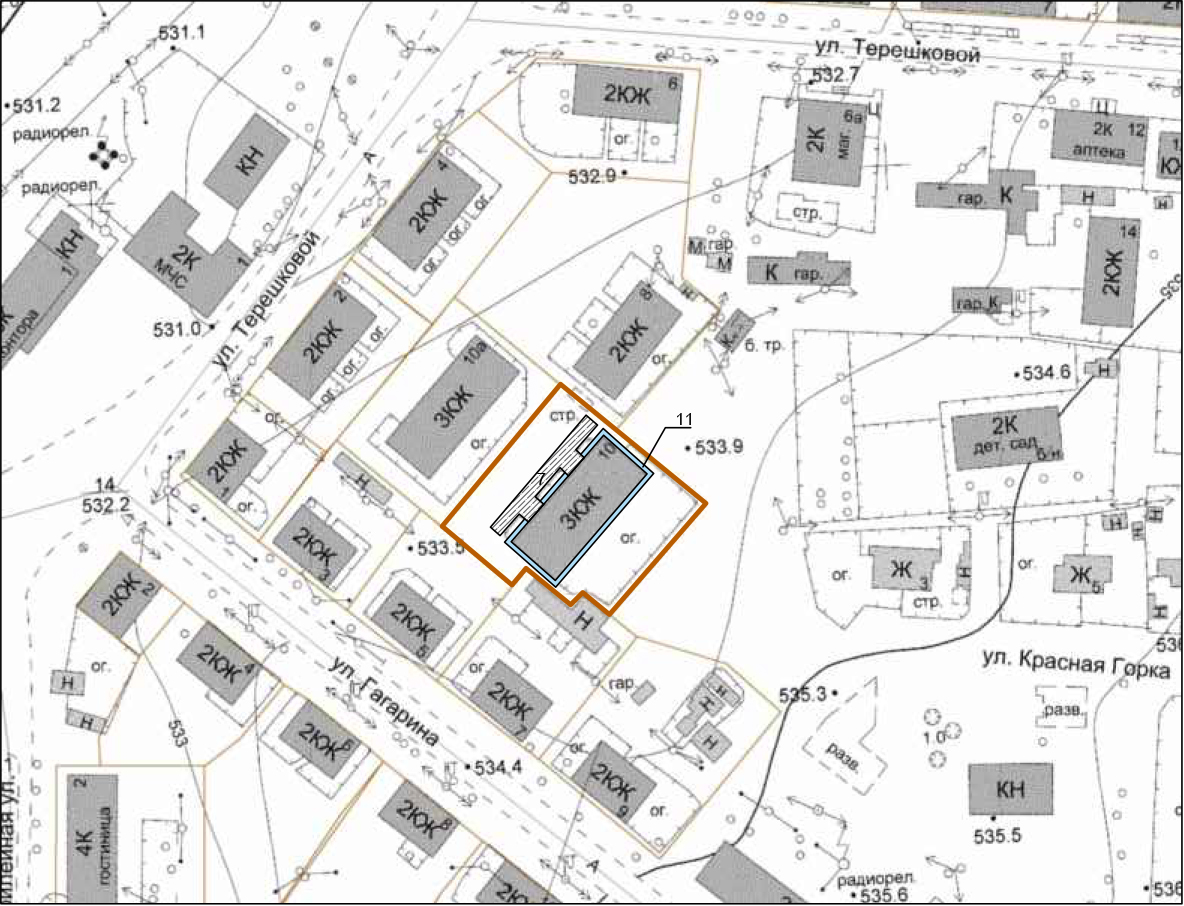 531.1
ул. Терешковой
532.7
531.2
радиорел.
КН
4
2КЖ
6
2КЖ
ог.
532.9
2К
6а
маг.
Ц
Ц
2К
12
аптека
А
радиорел.
ог.
ог.
ог.
стр.
гар.
К
Н
н
КН
1
2К
МЧС
1
М
гар.
М
К
гар.
14
2КЖ
531.0
ул. Терешковой
2
2КЖ
ог.
ог.
ог.
8
2КЖ
ог.
н
К
б. тр.
гар. К
10а
3КЖ
ог.
534.6
Н
2КЖ
ог.
ог.
стр.
11
533.9
2К
дет. сад
б/н
14
532.2
Н
10
3КЖ
ог.
2КЖ
3
533.5
2КЖ
2
2КЖ
5
Н
ог.
Ж
3
стр.
Н
ог.
Ж
5
Н
Н
Н
2КЖ
4
ог.
Н
Н
ул. Гагарина
ог.
2КЖ
7
гар.
н
Н
Н
535.3
ул. Красная Горка
разв.
разв.
1.0
533
2КЖ
6
534.4
ог.
2КЖ
9
ог.
КН
535.5
2
4К
гостиница
2КЖ
8
А
радиорел.
535.6